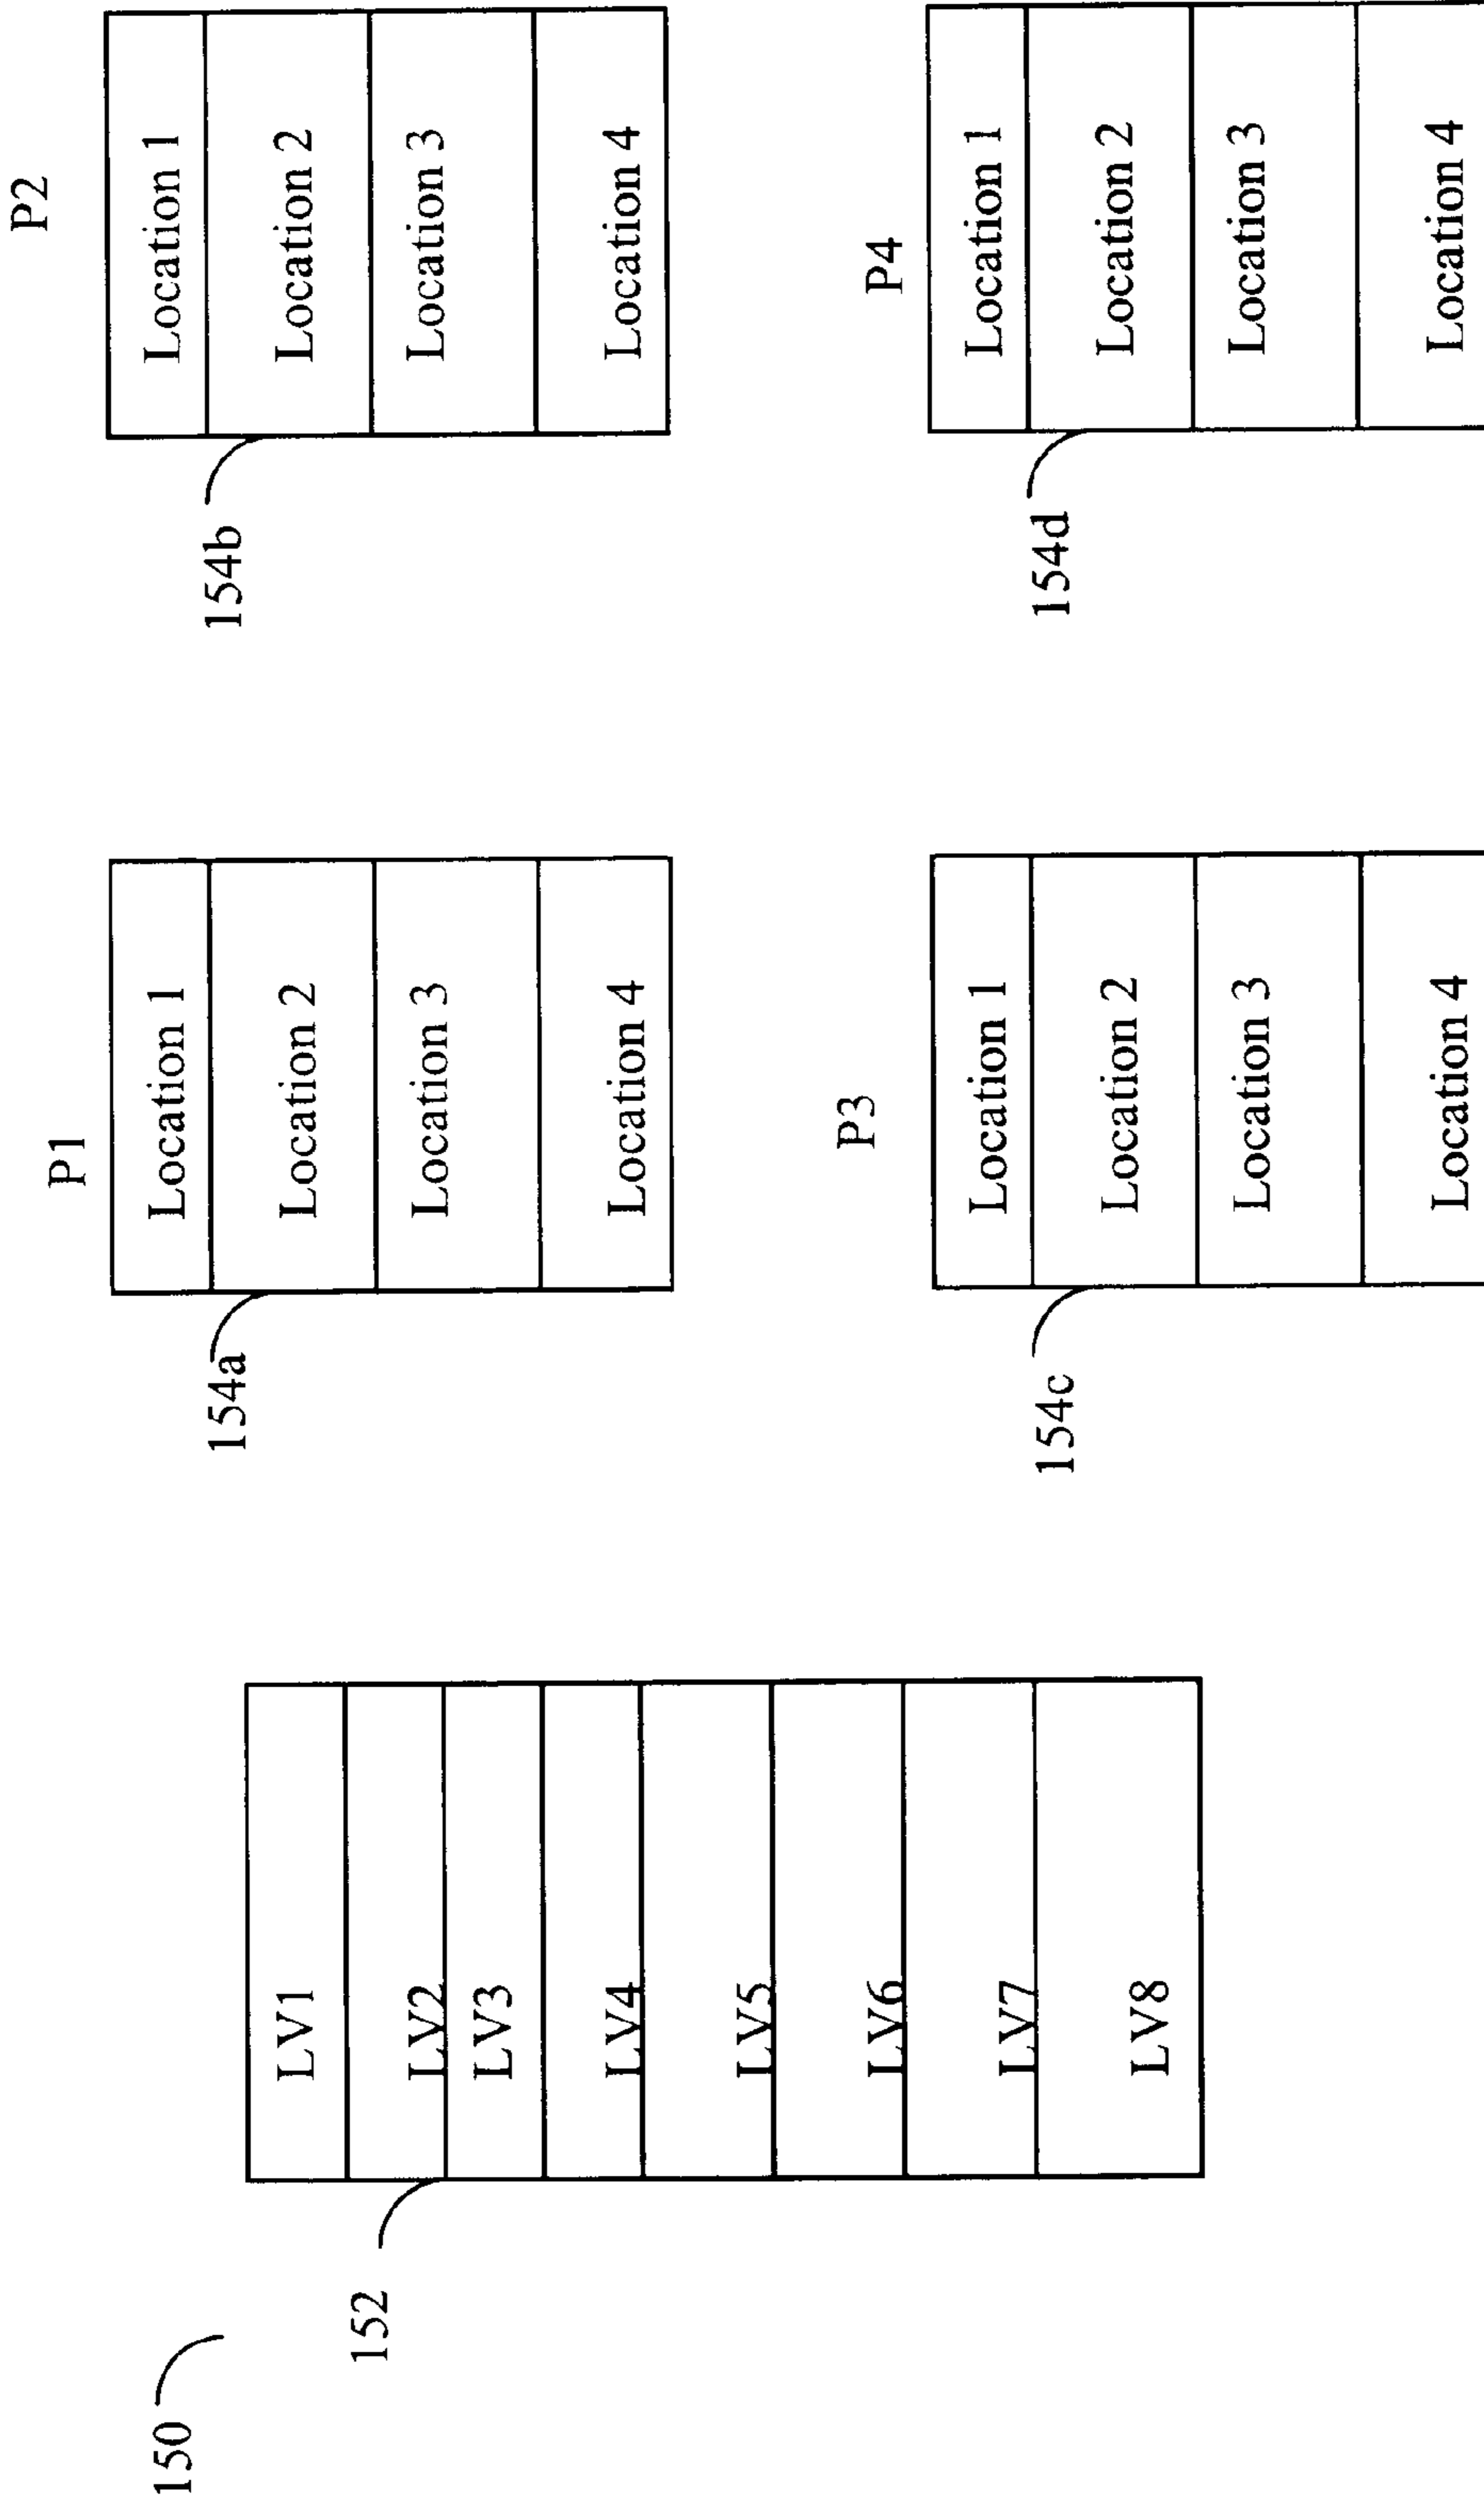 150
152
LV1
LV2
LV3
LV4
LV5
LV6
LV7
LV8
P1
154a
Location 1
Location 2
Location 3
Location 4
P2
154b
Location 1
Location 2
Location 3
Location 4
P3
154c
Location 1
Location 2
Location 3
Location 4
P4
154d
Location 1
Location 2
Location 3
Location 4